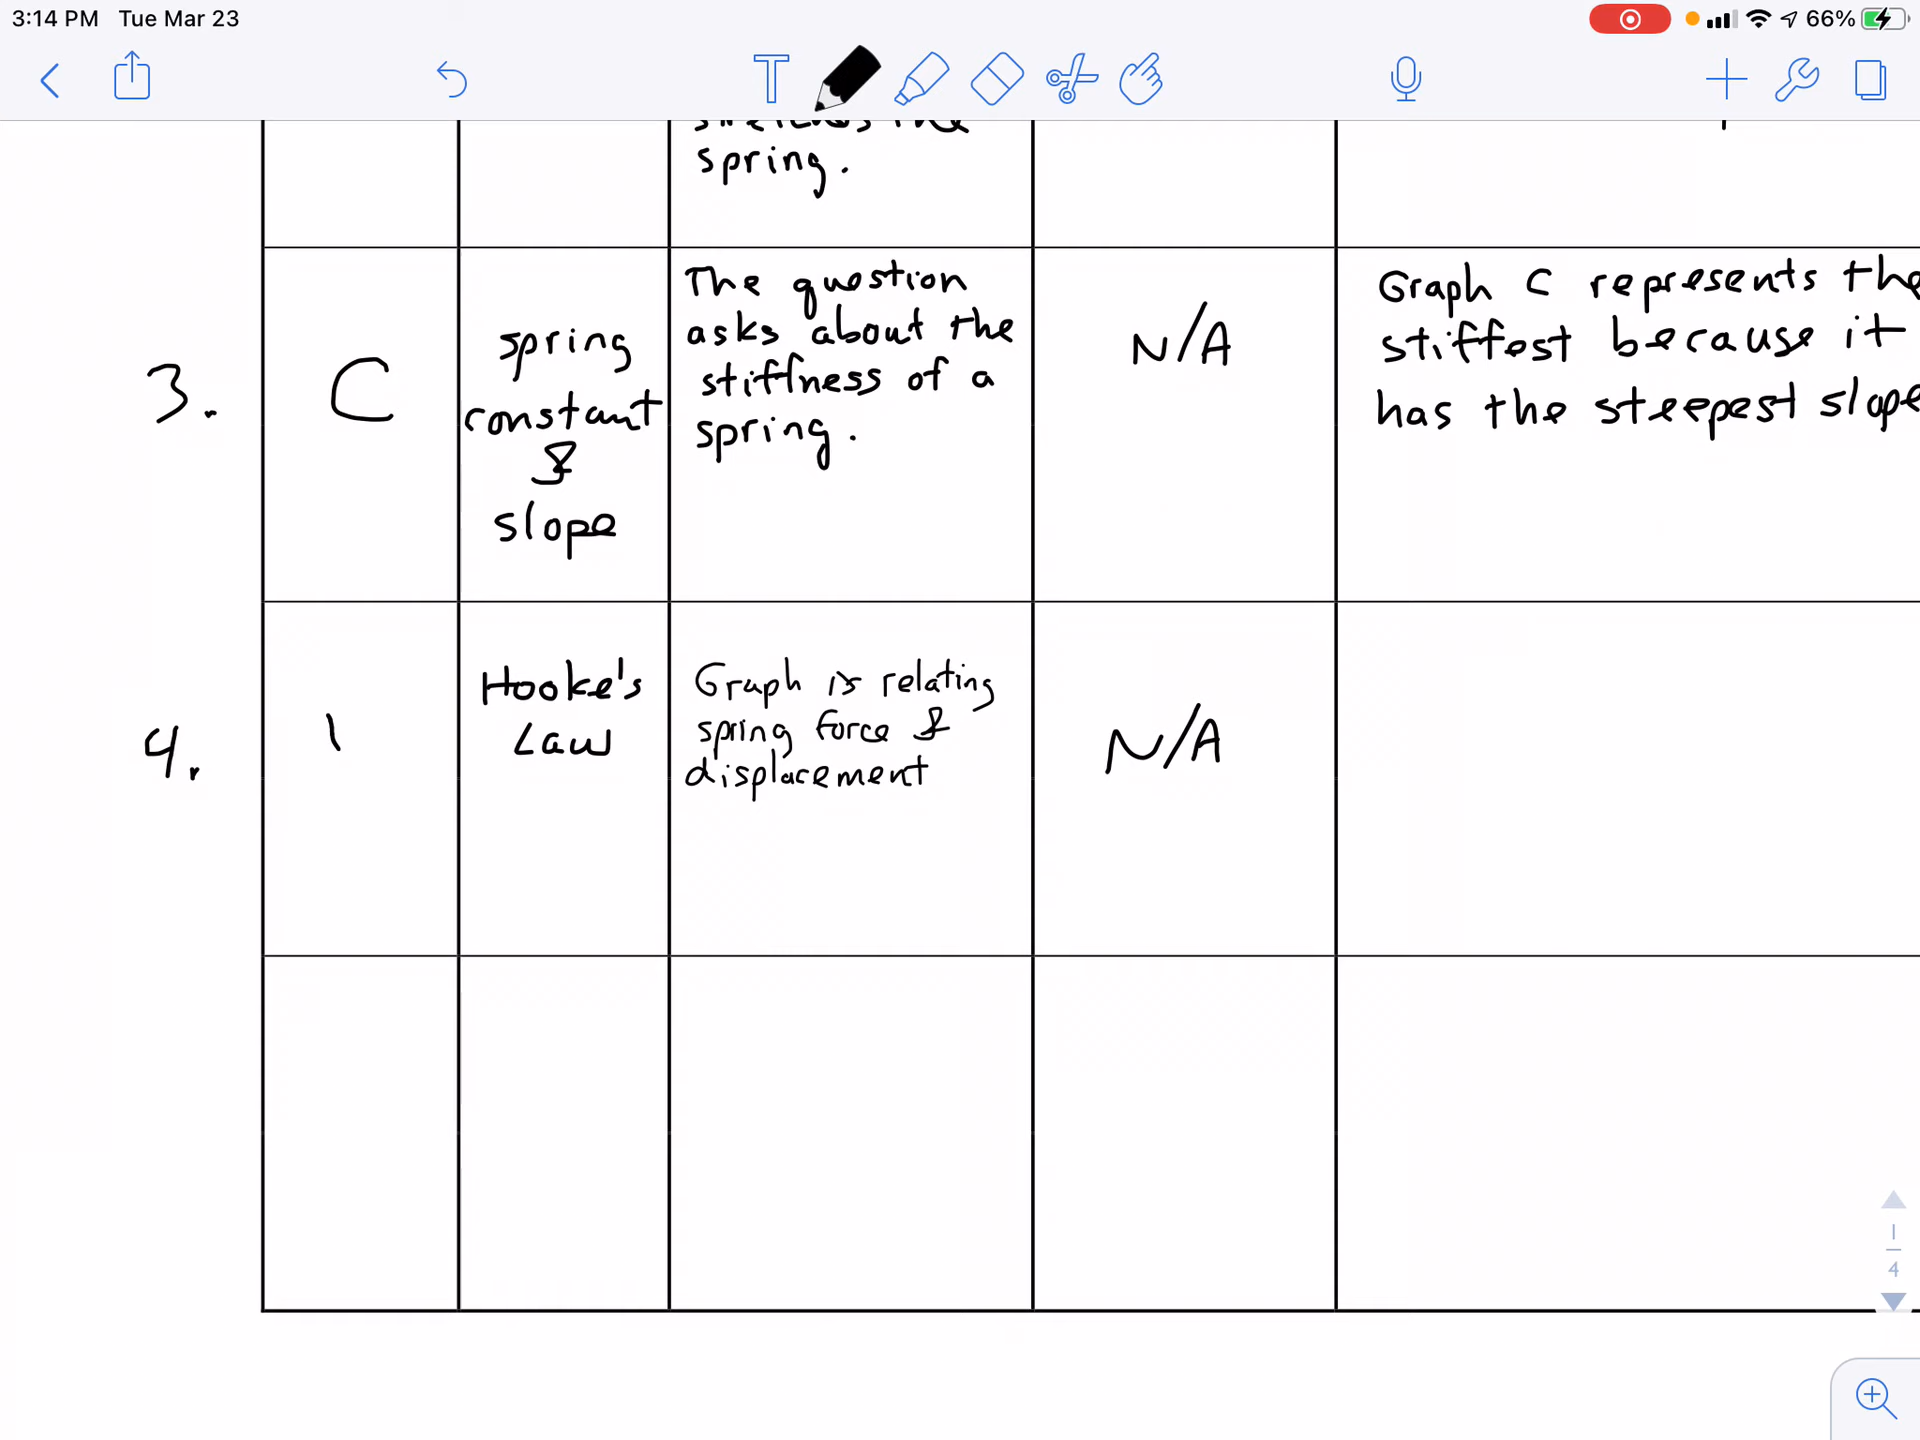 3:14 PM Tue Mar 23
66%
T
stretches the
spring.
3.
C
spring
constant
&
slope
The question
asks about the
stiffness of a
spring.
N/A
Graph C represents the
stiffest because it
has the steepest slope
4.
1
Hooke's
Law
Graph is relating
spring force &
displacement
N/A
1
4